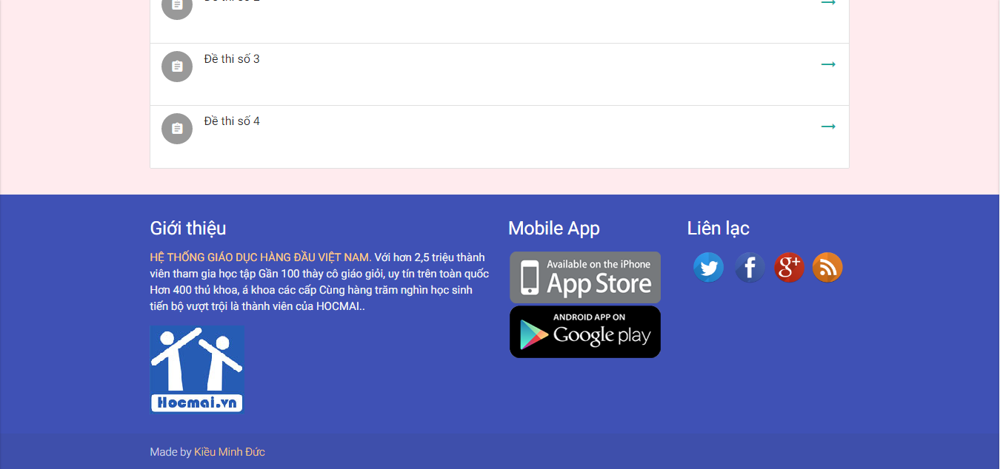 Đề thi số 3
Đề thi số 4
Giới thiệu
HỆ THỐNG GIÁO DỤC HÀNG ĐẦU VIỆT NAM. Với hơn 2,5 triệu thành
viên tham gia học tập Gần 100 thày cô giáo giỏi, uy tín trên toàn quốc
Hơn 400 thủ khoa, á khoa các cấp Cùng hàng trăm nghìn học sinh
tiến bộ vượt trội là thành viên của HOCMAI..
Hocmai.vn
Mobile App
Available on the iPhone
App Store
ANDROID APP ON
Google play
Liên lạc
f
g+
Made by Kiều Minh Đức